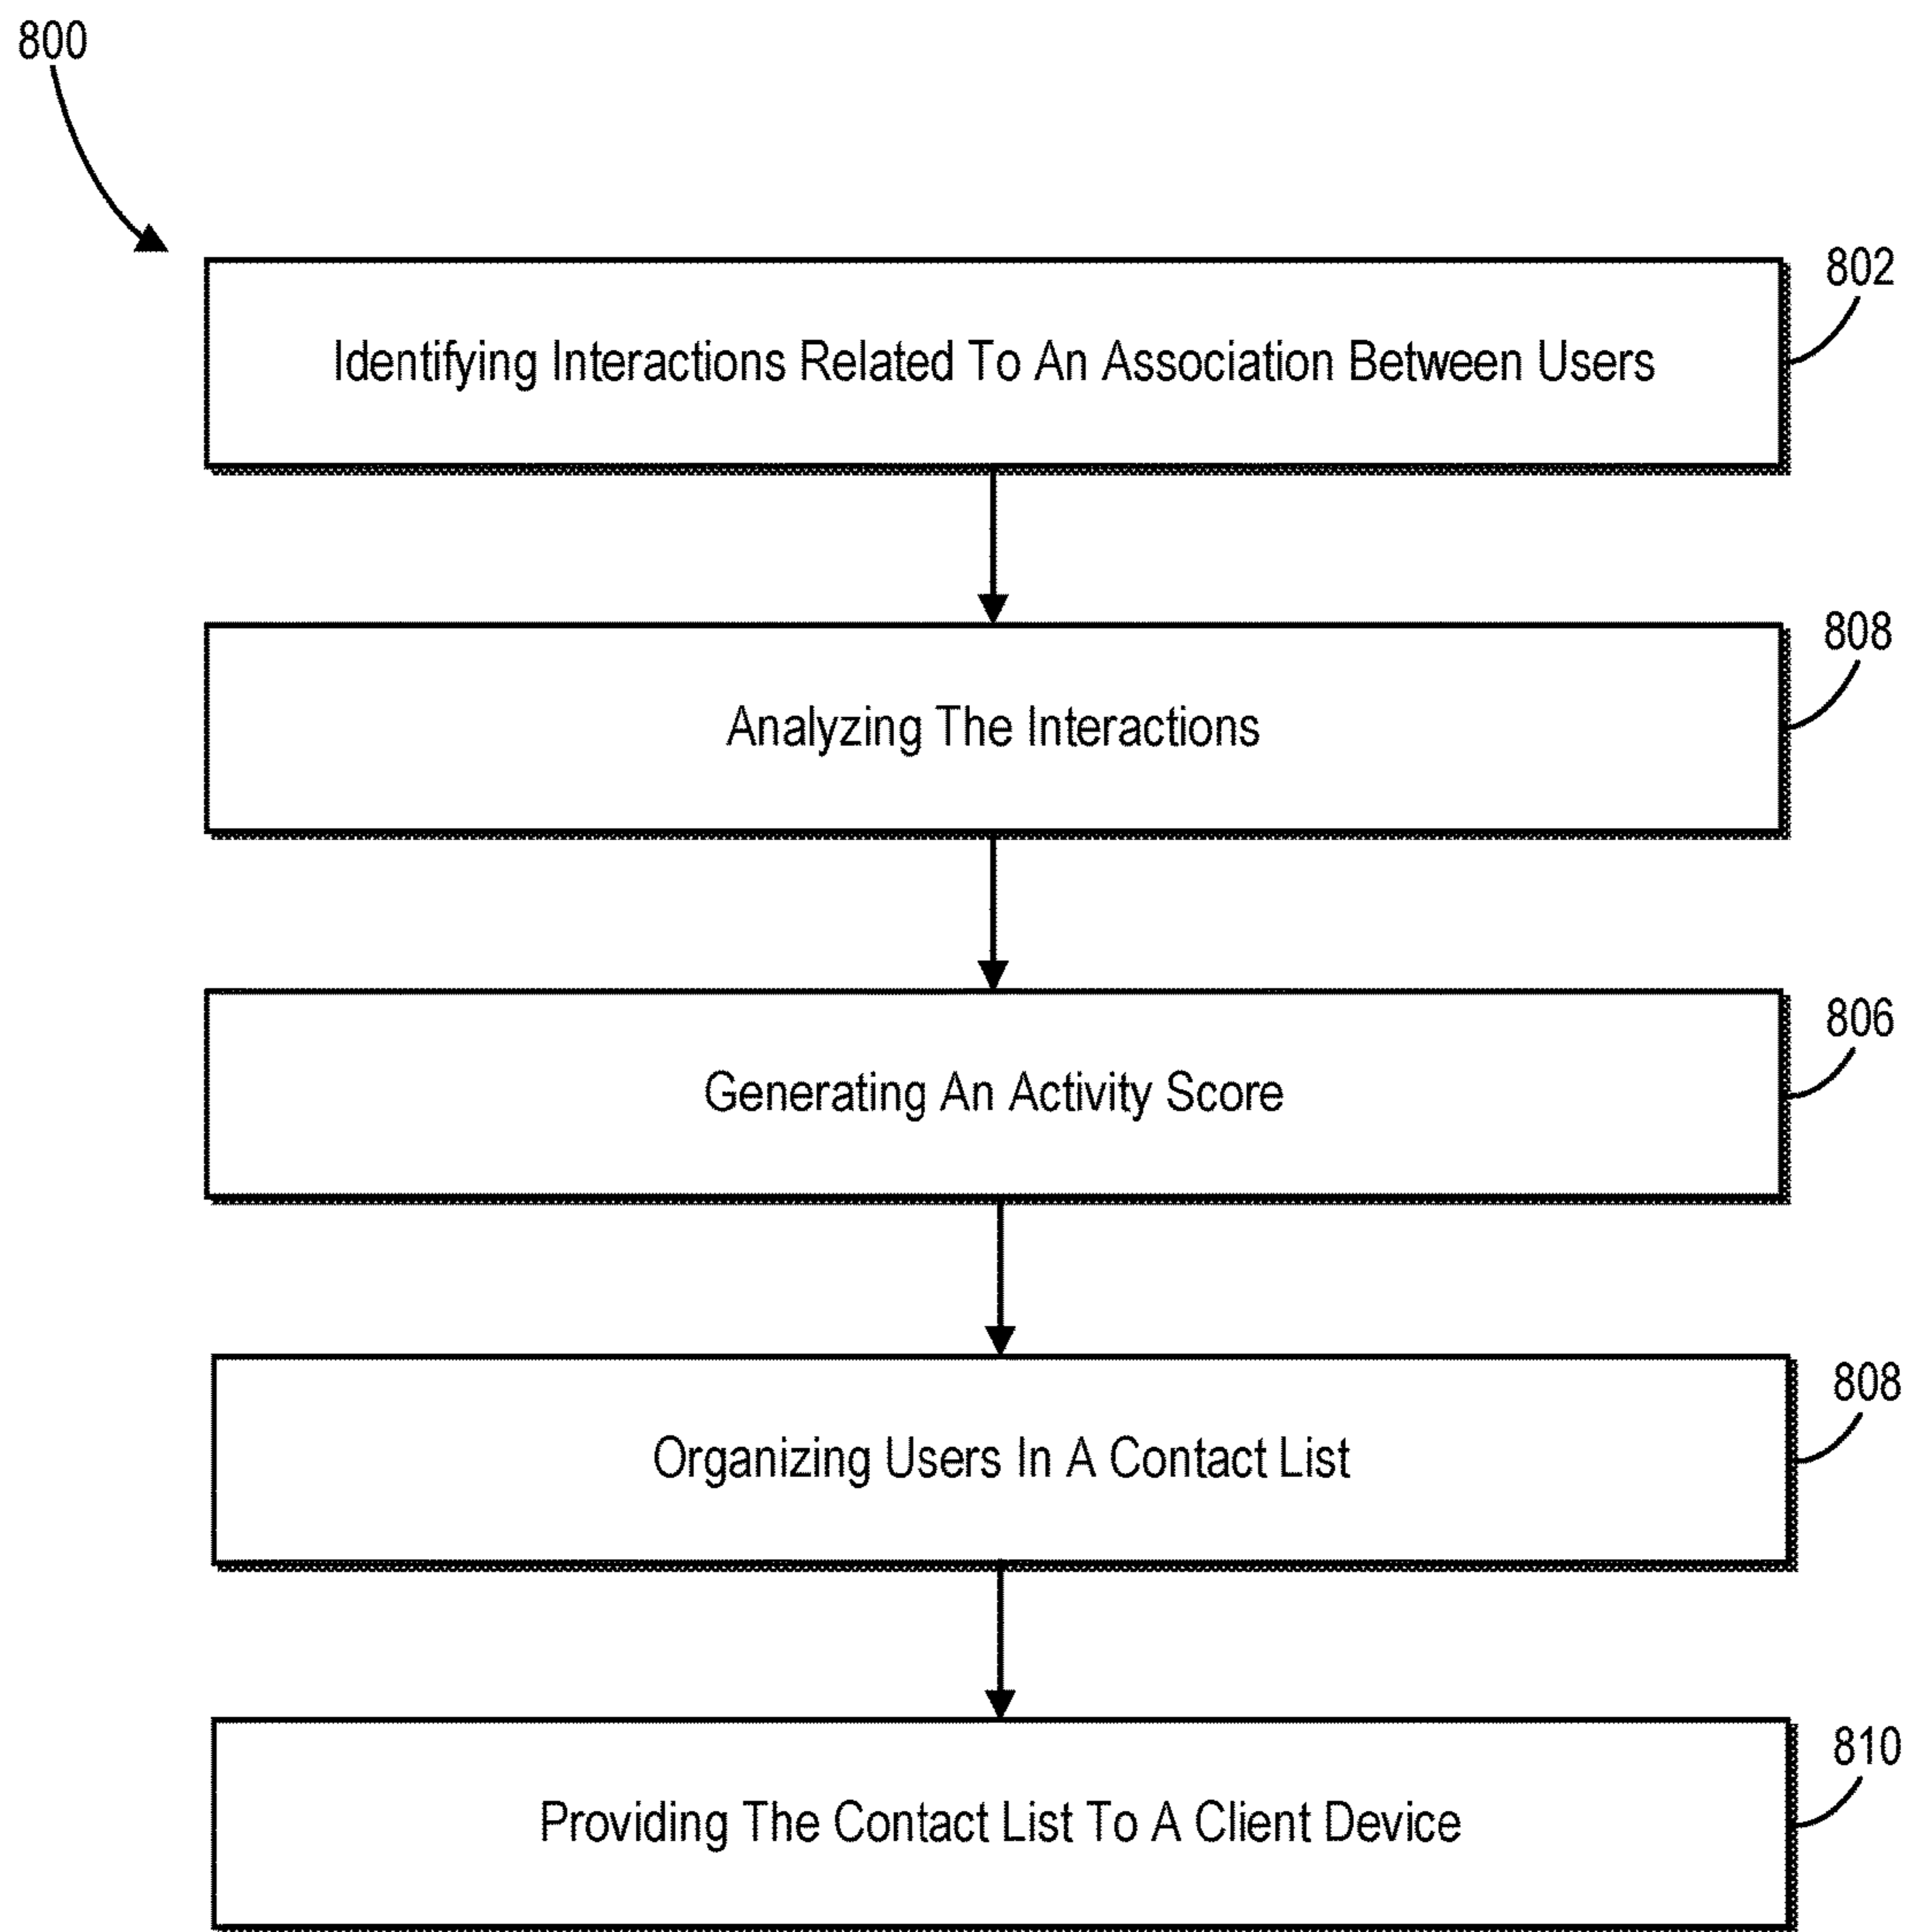 800
802
Identifying Interactions Related To An Association Between Users
808
Analyzing The Interactions
806
Generating An Activity Score
808
Organizing Users In A Contact List
810
Providing The Contact List To A Client Device